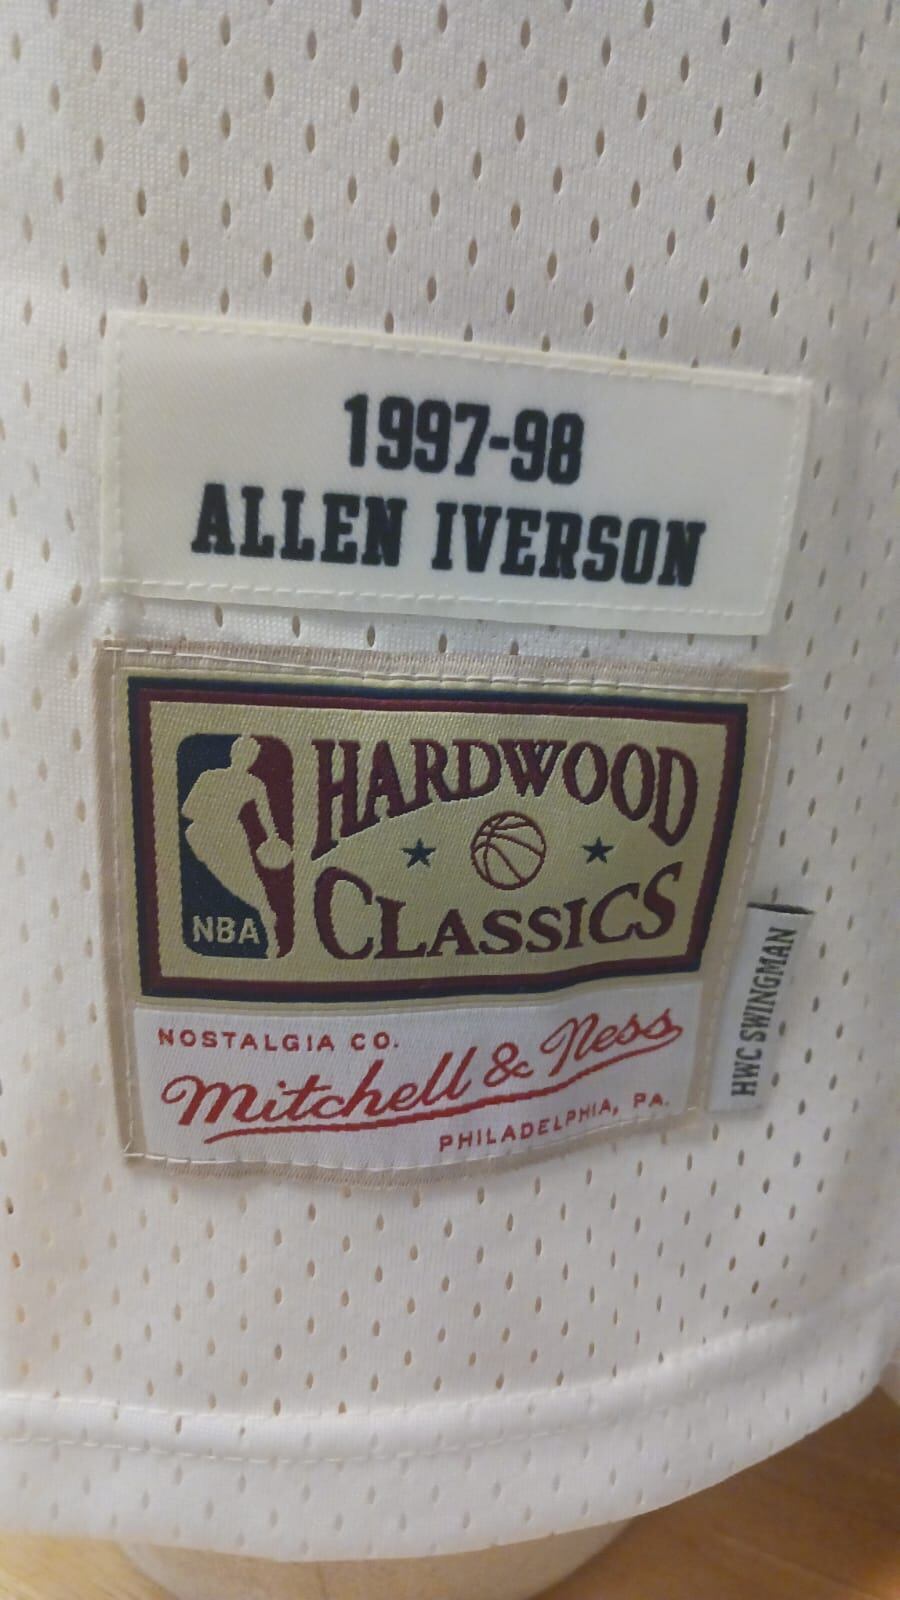 1997-98
ALLEN IVERSON
HARDWOOD
CLASSICS
NBA
NOSTALGIA CO.
Mitchell & Ness
PHILADELPHIA, PA.
HWC SWINGMAN